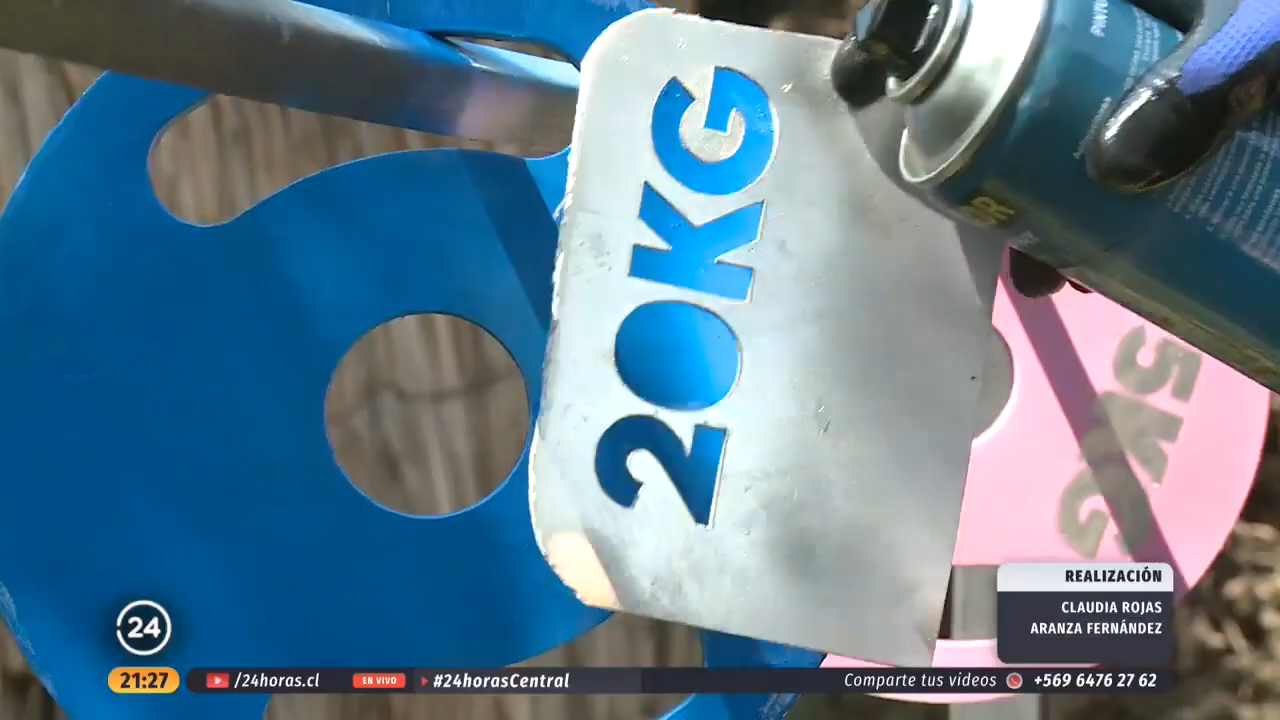 20KG
5KG
REALIZACIÓN
CLAUDIA ROJAS
ARANZA FERNÁNDEZ
24
21:27
/24horas.cl
EN VIVO
#24horasCentral
Comparte tus videos
+569 6476 27 62